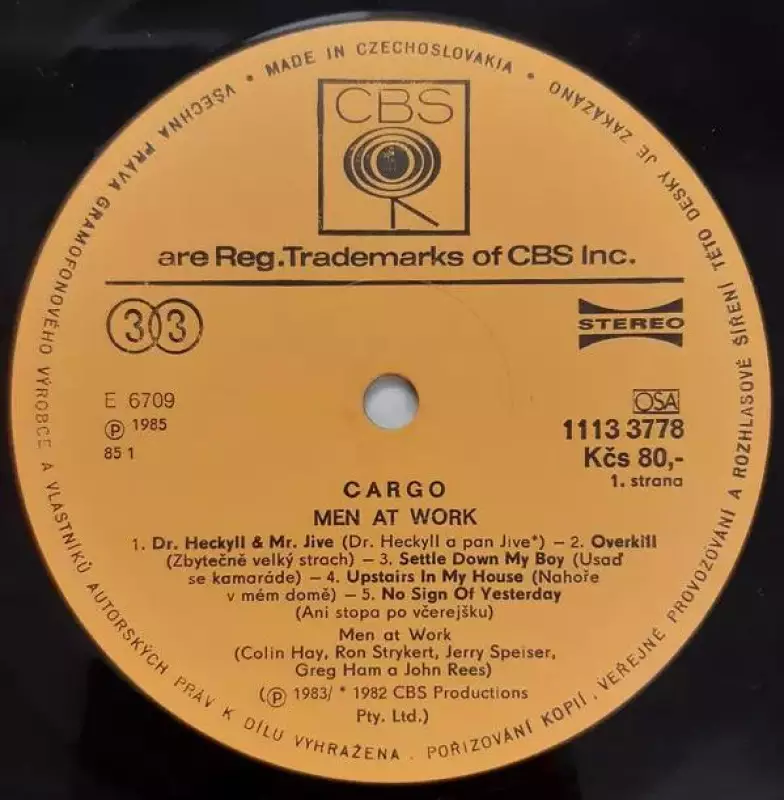 VŠECHNA PRÁVA GRAMOFONOVÉHO VÝROBCE A VLASTNÍKŮ AUTORSKÝCH PRÁV K DÍLU VYHRAŽENA . POŘIZOVÁNÍ KOPIÍ , VEŘEJNÉ PROVOZOVÁNÍ A ROZHLASOVÉ ŠÍŘENÍ TÉTO DESKY JE ZAKÁZÁNO
• MADE IN CZECHOSLOVAKIA •
CBS
are Reg.Trademarks of CBS Inc.
33
STEREO
E 6709
Ⓟ 1985
85 1
OSA
1113 3778
Kčs 80,-
1. strana
CARGO
MEN AT WORK
1. Dr. Heckyll & Mr. Jive (Dr. Heckyll a pan Jive*) – 2. Overkill
(Zbytečně velký strach) – 3. Settle Down My Boy (Usaď
se kamaráde) – 4. Upstairs In My House (Nahoře
v mém domě) – 5. No Sign Of Yesterday
(Ani stopa po včerejšku)
Men at Work
(Colin Hay, Ron Strykert, Jerry Speiser,
Greg Ham a John Rees)
(Ⓟ 1983/ * 1982 CBS Productions
Pty. Ltd.)